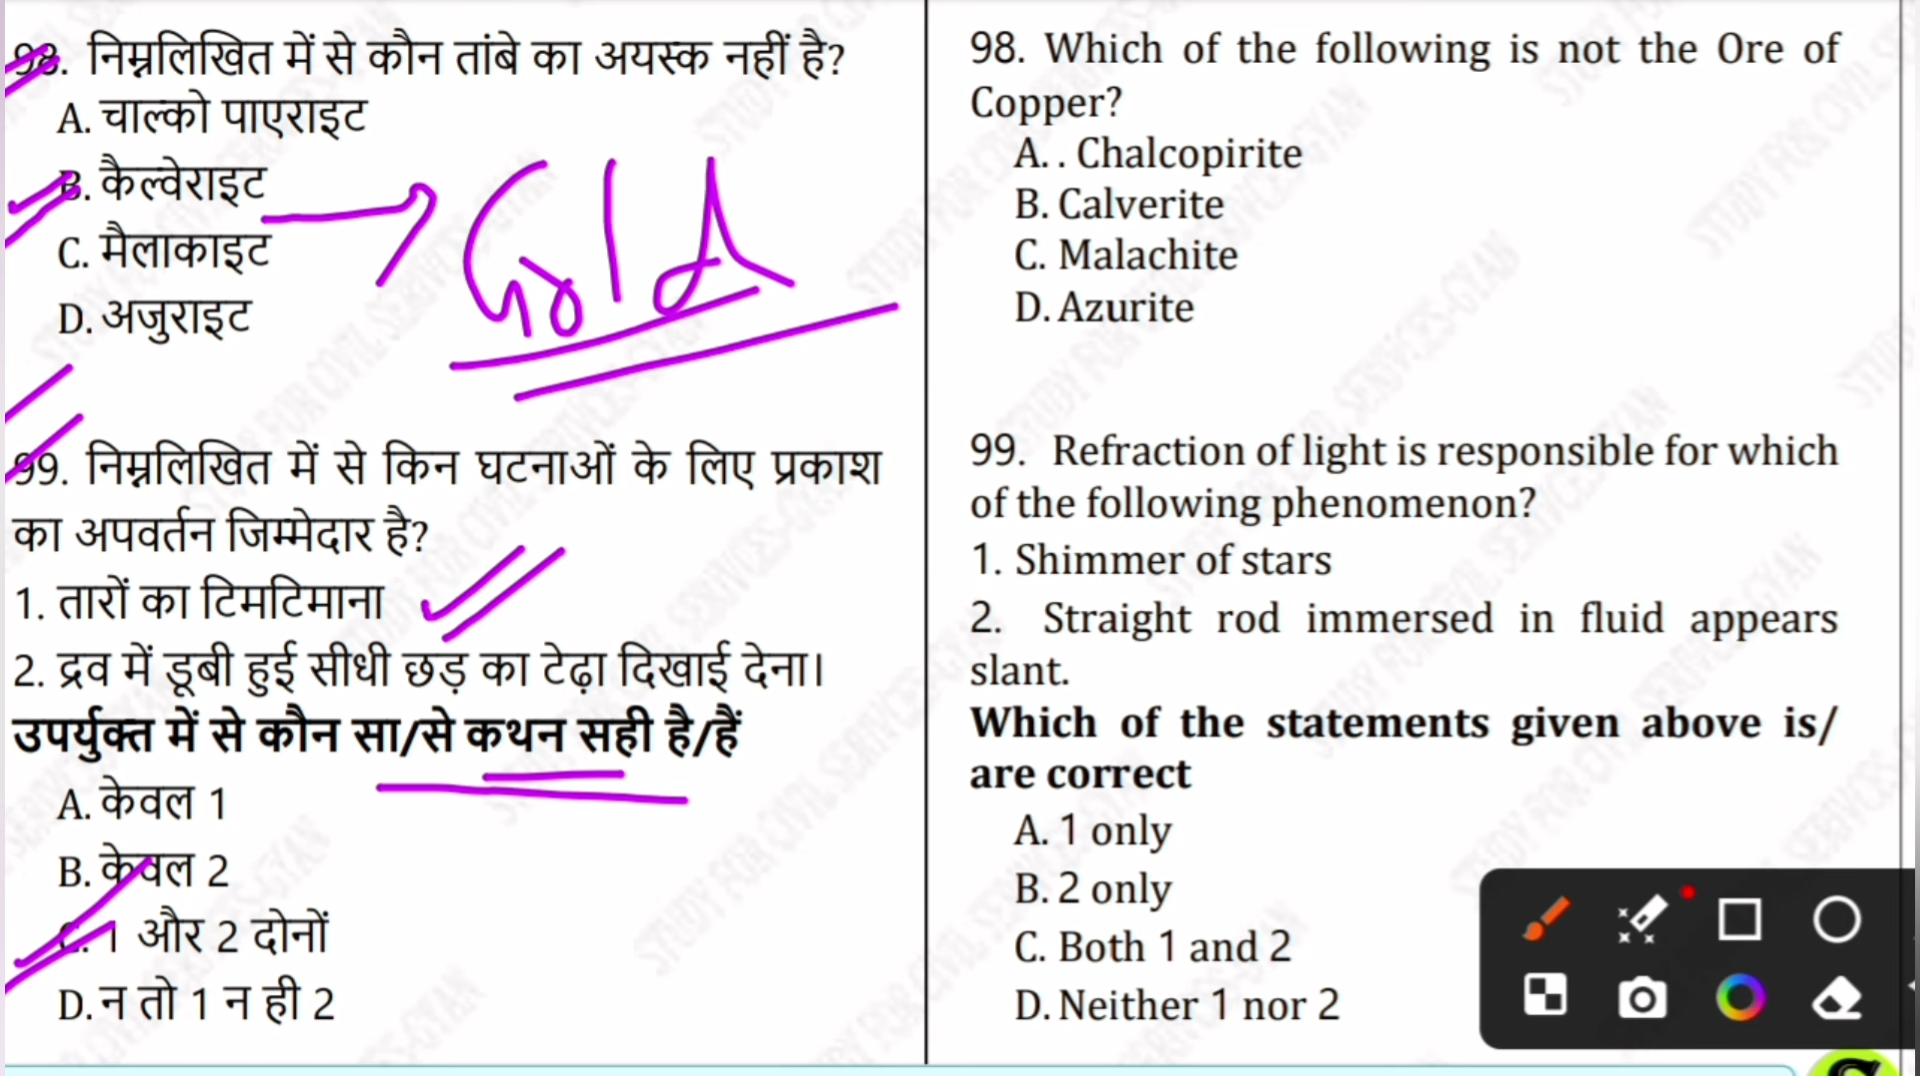 98. निम्नलिखित में से कौन तांबे का अयस्क नहीं है?
A. चाल्को पाएराइट
B. कैल्वेराइट
C. मैलाकाइट
D. अजुराइट
Gold
99. निम्नलिखित में से किन घटनाओं के लिए प्रकाश
का अपवर्तन जिम्मेदार है?
1. तारों का टिमटिमाना
2. द्रव में डूबी हुई सीधी छड़ का टेढ़ा दिखाई देना।
उपर्युक्त में से कौन सा/से कथन सही है/हैं
A. केवल 1
B. केवल 2
C. 1 और 2 दोनों
D. न तो 1 न ही 2
98. Which of the following is not the Ore of
Copper?
A. . Chalcopirite
B. Calverite
C. Malachite
D. Azurite
99. Refraction of light is responsible for which
of the following phenomenon?
1. Shimmer of stars
2. Straight rod immersed in fluid appears
slant.
Which of the statements given above is/
are correct
A. 1 only
B. 2 only
C. Both 1 and 2
D. Neither 1 nor 2